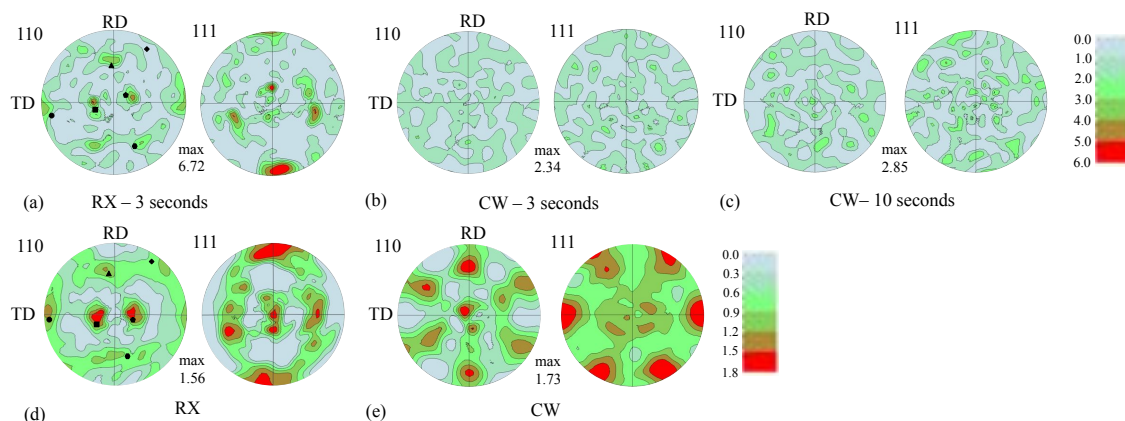 RD
110
111
TD
max
6.72
(a) RX – 3 seconds
RD
110
111
TD
max
2.34
(b) CW – 3 seconds
RD
110
111
TD
max
2.85
(c) CW– 10 seconds
0.0
1.0
2.0
3.0
4.0
5.0
6.0
110
111
TD
max
1.56
(d) RX
RD
110
111
TD
max
1.73
(e) CW
0.0
0.3
0.6
0.9
1.2
1.5
1.8
RD